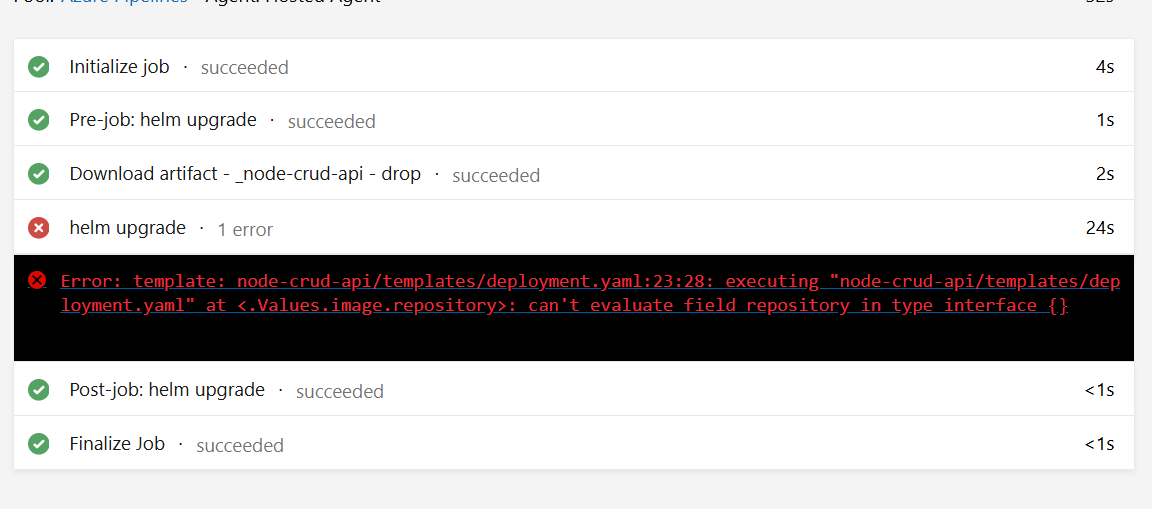 Pool: Azure Pipelines · Agent: Hosted Agent
Initialize job · succeeded 4s
Pre-job: helm upgrade · succeeded 1s
Download artifact - _node-crud-api - drop · succeeded 2s
helm upgrade · 1 error 24s
Error: template: node-crud-api/templates/deployment.yaml:23:28: executing "node-crud-api/templates/dep
loyment.yaml" at <.Values.image.repository>: can't evaluate field repository in type interface {}
Post-job: helm upgrade · succeeded <1s
Finalize Job · succeeded <1s